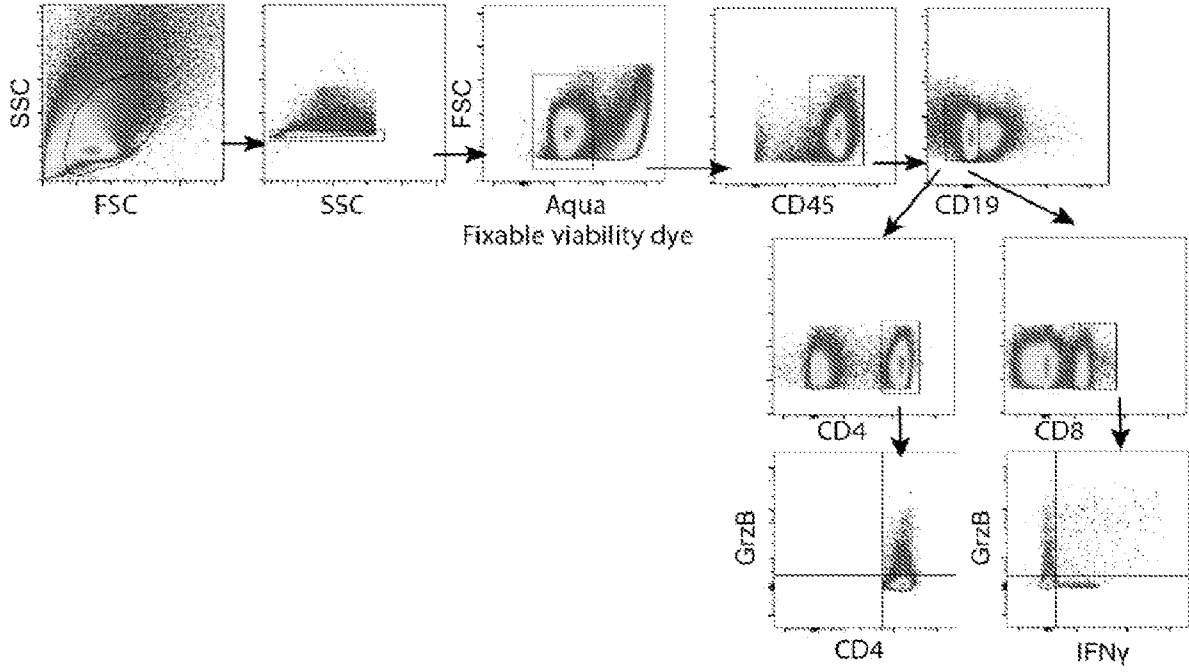 SSC
FSC
FSC
SSC
Aqua
Fixable viability dye
CD45
CD19
CD4
CD8
GrzB
GrzB
CD4
IFNγ